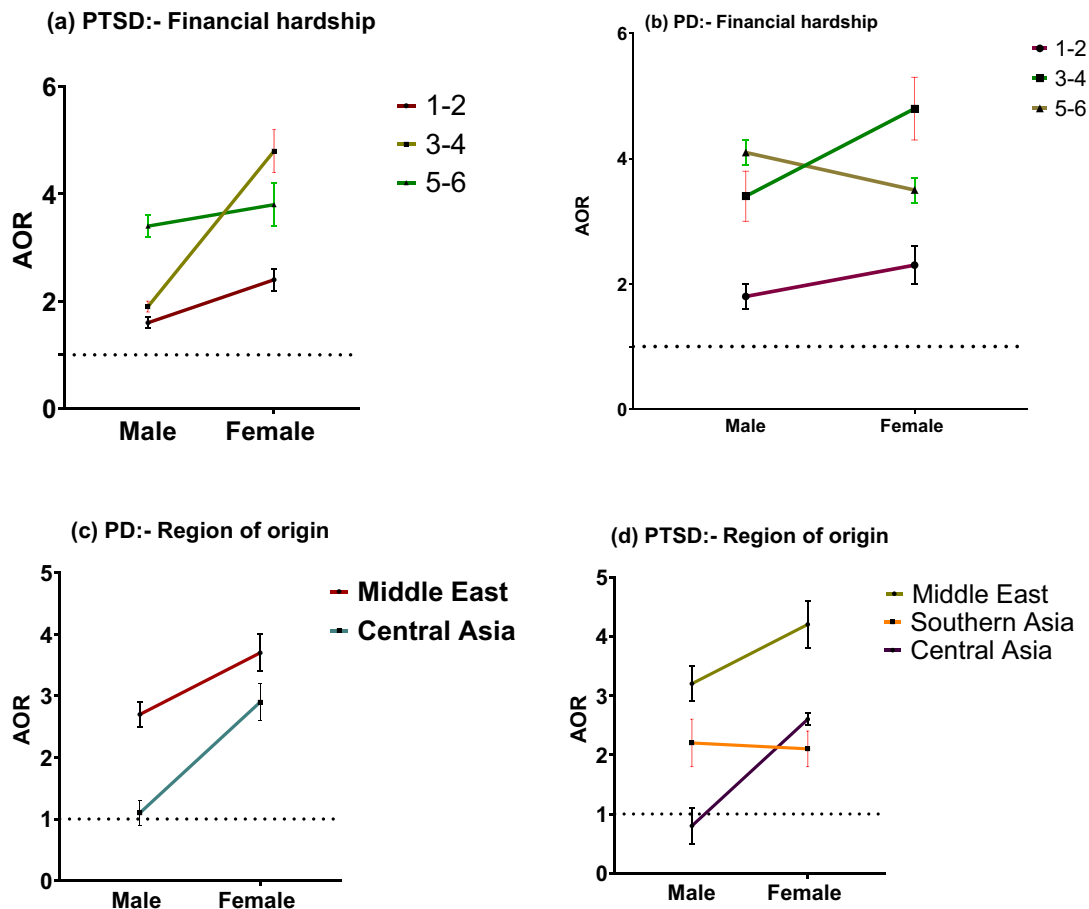 (a) PTSD:- Financial hardship
6
4
2
0
AOR
Male
Female
1-2
3-4
5-6
(b) PD:- Financial hardship
6
4
2
0
AOR
Male
Female
1-2
3-4
5-6
(c) PD:- Region of origin
5
4
3
2
1
0
AOR
Male
Female
Middle East
Central Asia
(d) PTSD:- Region of origin
5
4
3
2
1
0
AOR
Male
Female
Middle East
Southern Asia
Central Asia